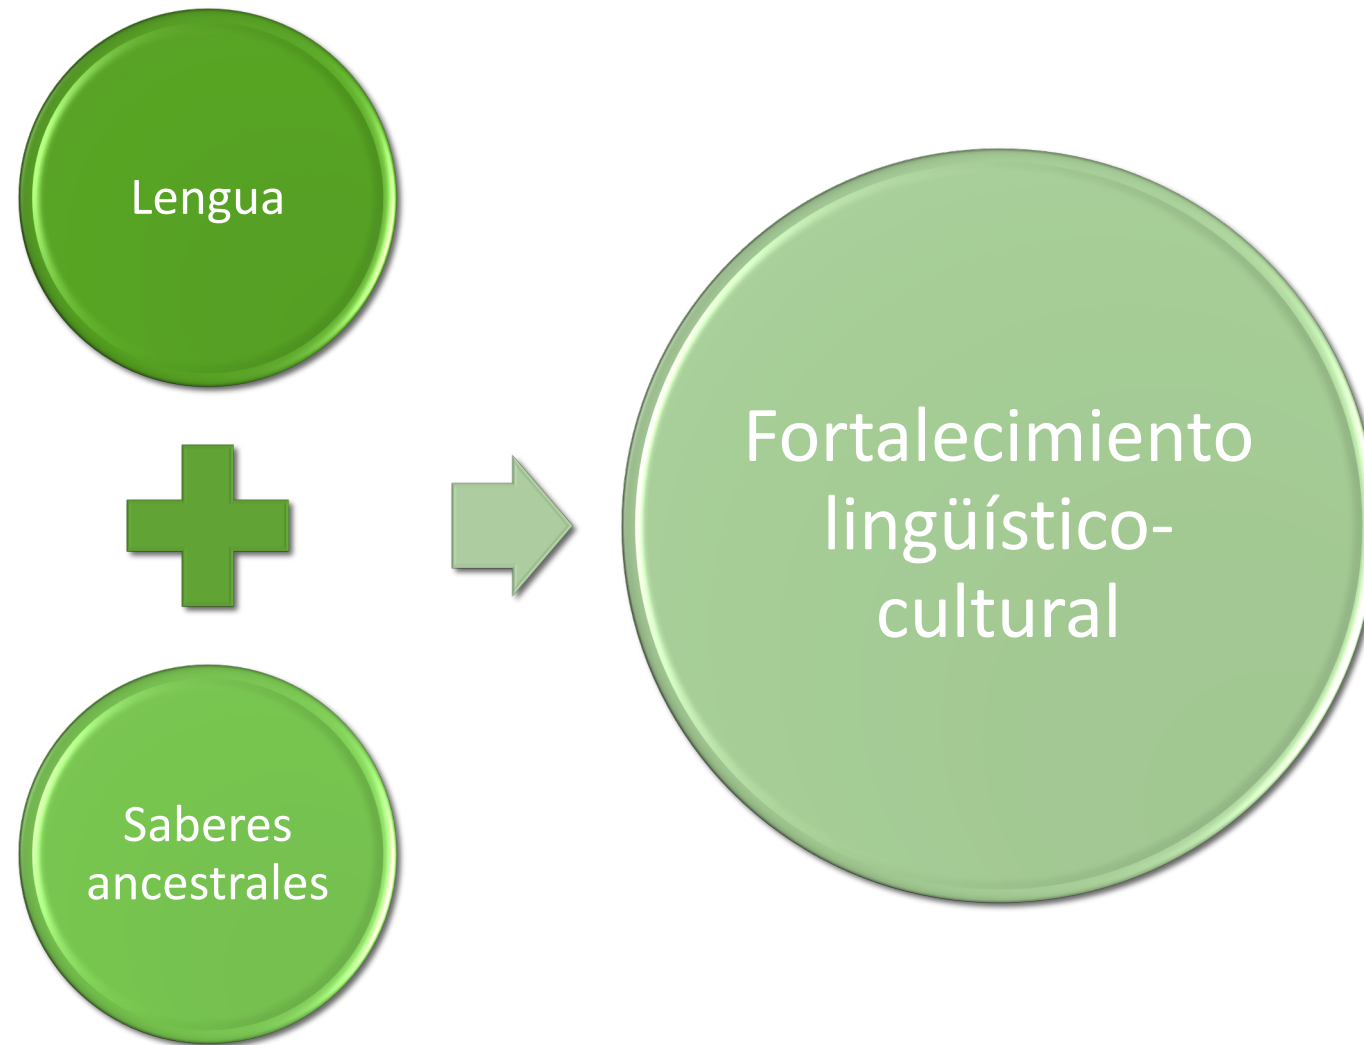 Lengua
Saberes
ancestrales
Fortalecimiento
lingüístico-
cultural